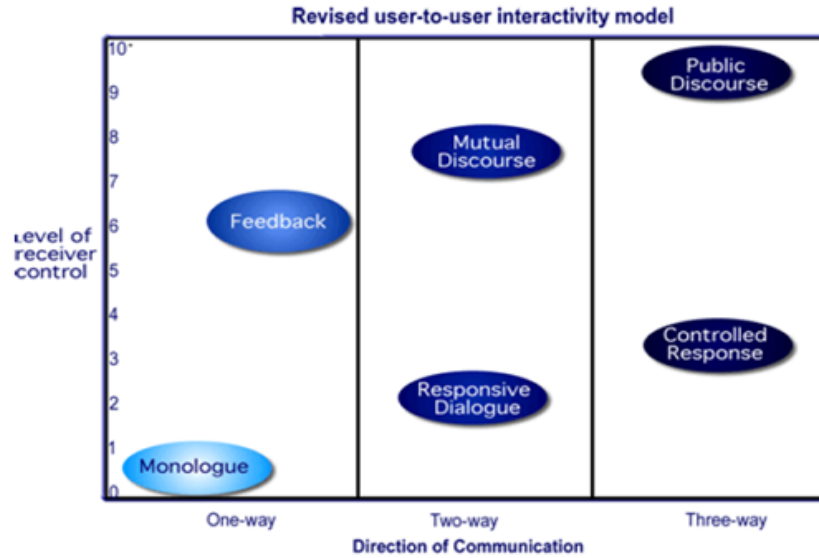 Revised user-to-user interactivity model
10
Public
Discourse
9
8
Mutual
Discourse
7
Feedback
6
Level of
receiver
control
5
4
Controlled
Response
3
Responsive
Dialogue
2
1
Monologue
0
One-way
Two-way
Three-way
Direction of Communication